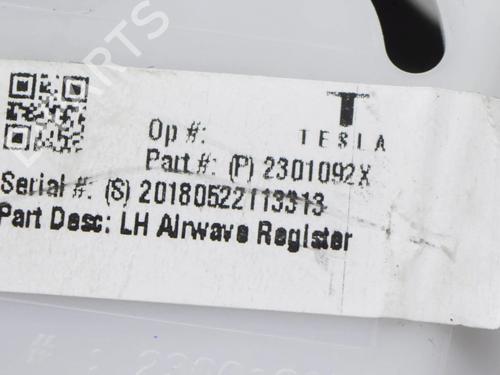 TESLA
Op #:
Part #: (P) 2301092X
Serial #: (S) 20180522113313
Part Desc: LH Airwave Register